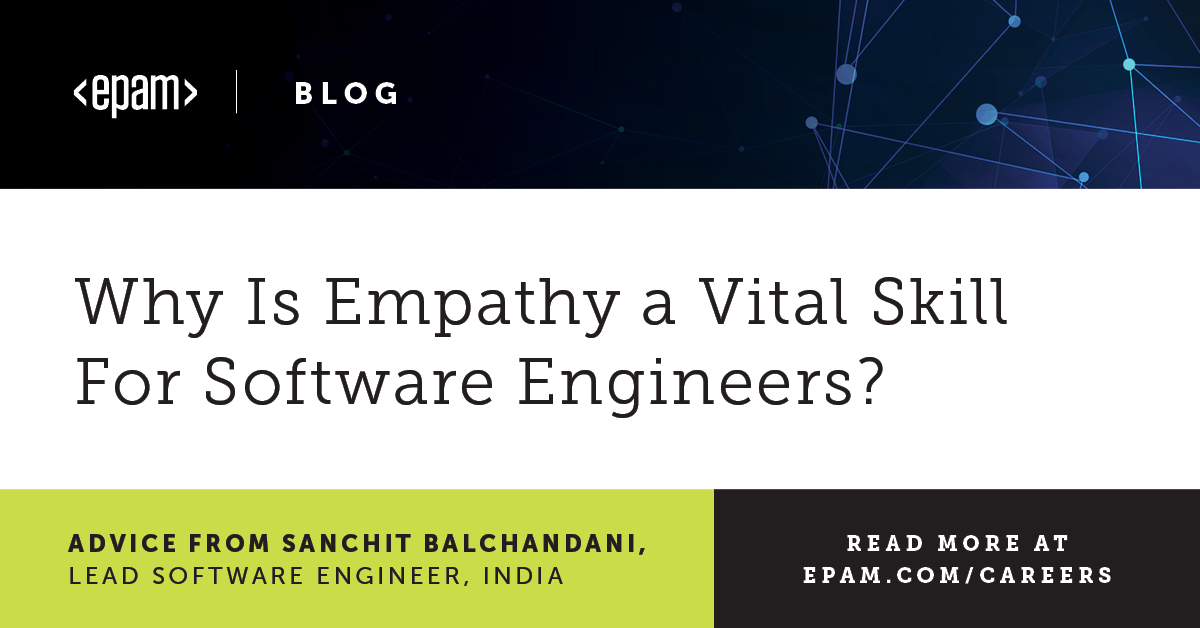 <epam> | BLOG
Why Is Empathy a Vital Skill
For Software Engineers?
ADVICE FROM SANCHIT BALCHANDANI,
LEAD SOFTWARE ENGINEER, INDIA
READ MORE AT
EPAM.COM/CAREERS